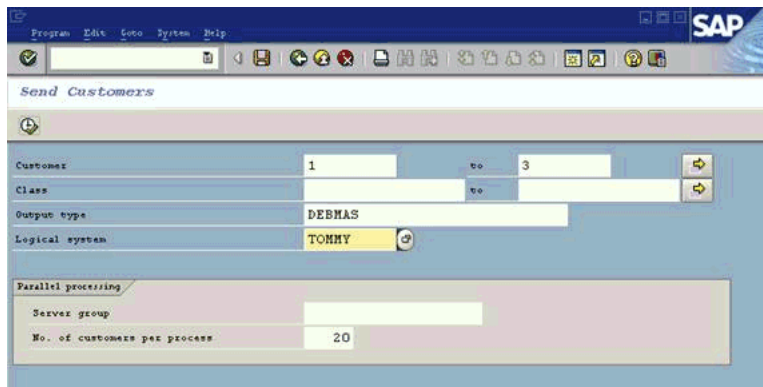 Program Edit Goto System Help
SAP
Send Customers
Customer 1 to 3
Class to
Output type DEBMAS
Logical system TOMMY
Parallel processing
Server group
No. of customers per process 20